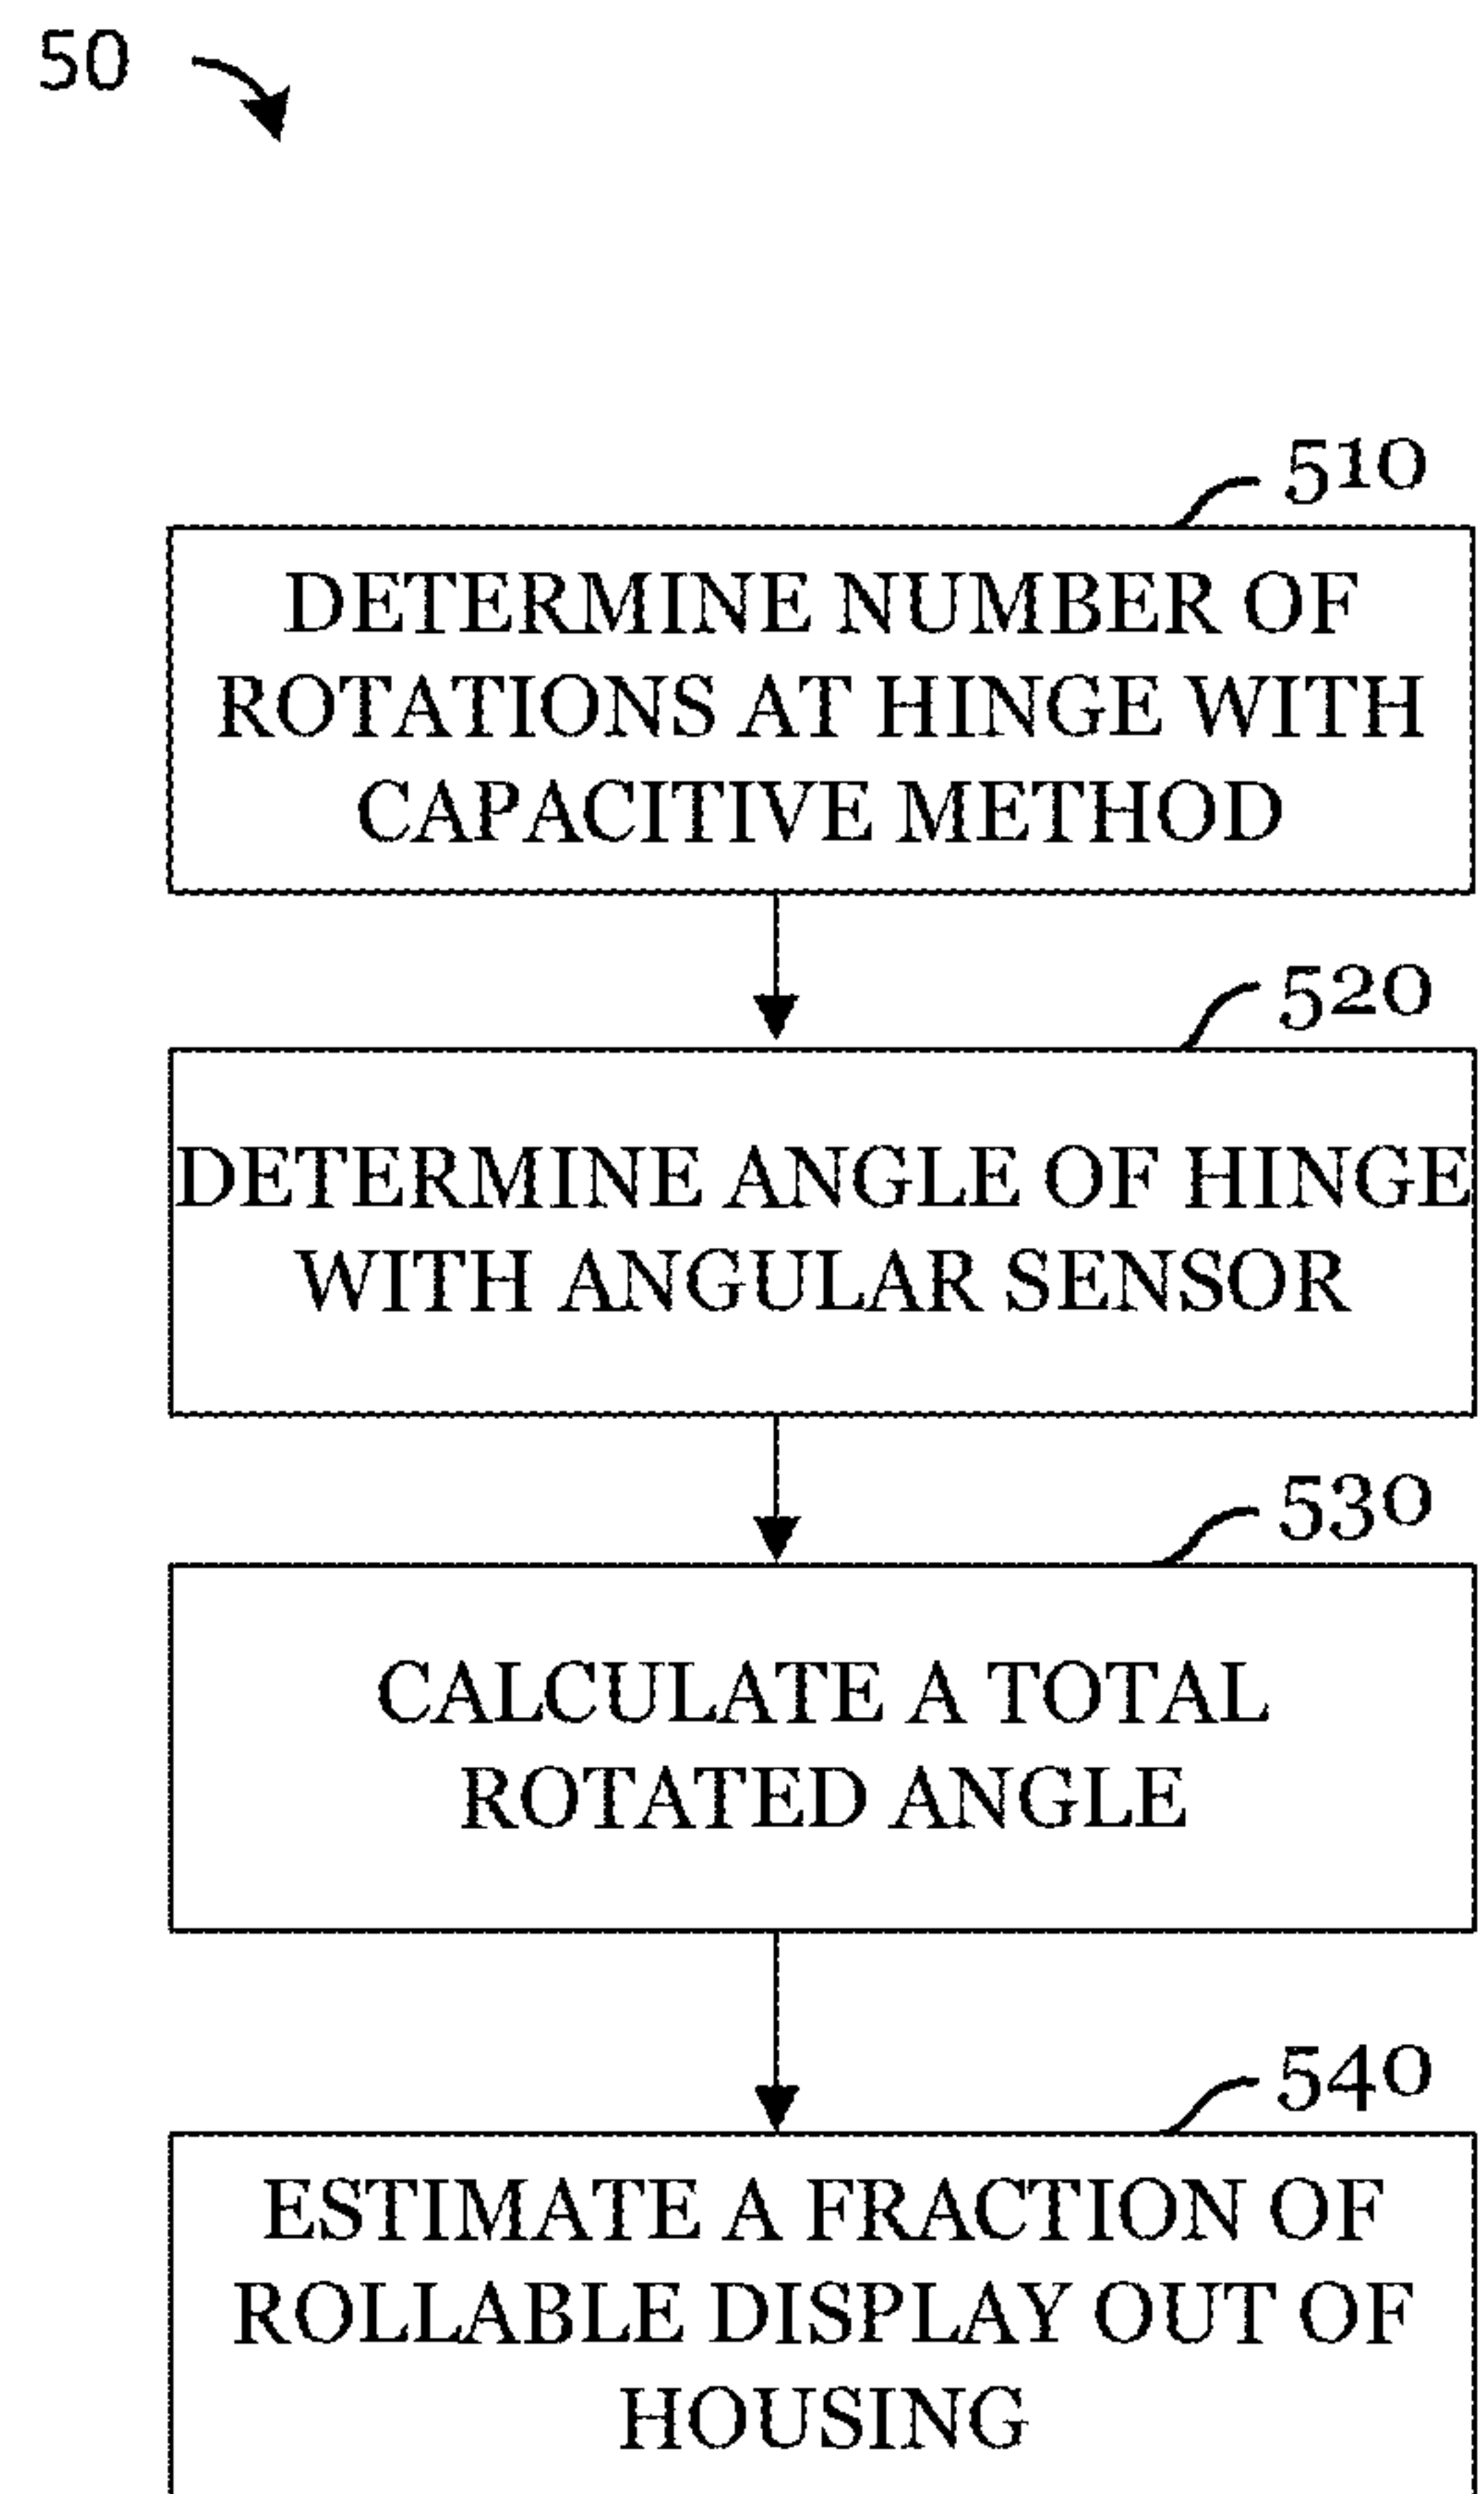 50
510
DETERMINE NUMBER OF
ROTATIONS AT HINGE WITH
CAPACITIVE METHOD
520
DETERMINE ANGLE OF HINGE
WITH ANGULAR SENSOR
530
CALCULATE A TOTAL
ROTATED ANGLE
540
ESTIMATE A FRACTION OF
ROLLABLE DISPLAY OUT OF
HOUSING